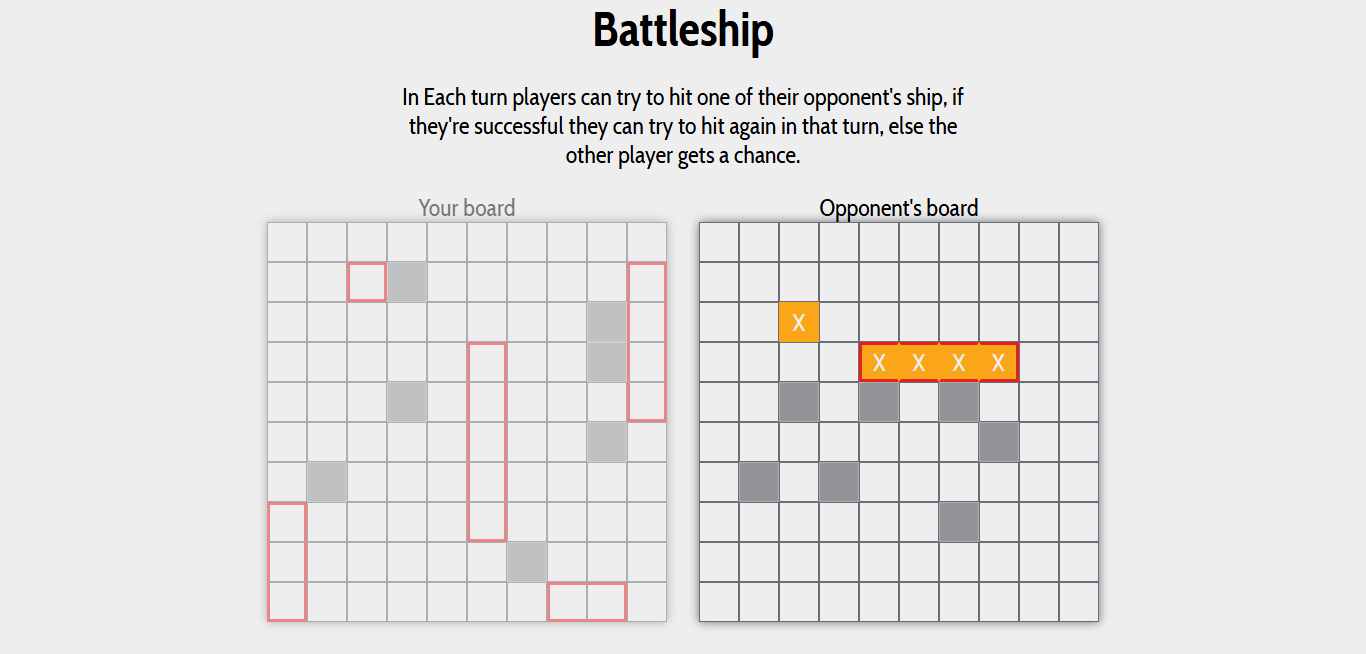 Battleship
In Each turn players can try to hit one of their opponent's ship, if
they're successful they can try to hit again in that turn, else the
other player gets a chance.
Your board
Opponent's board
X
X X X X